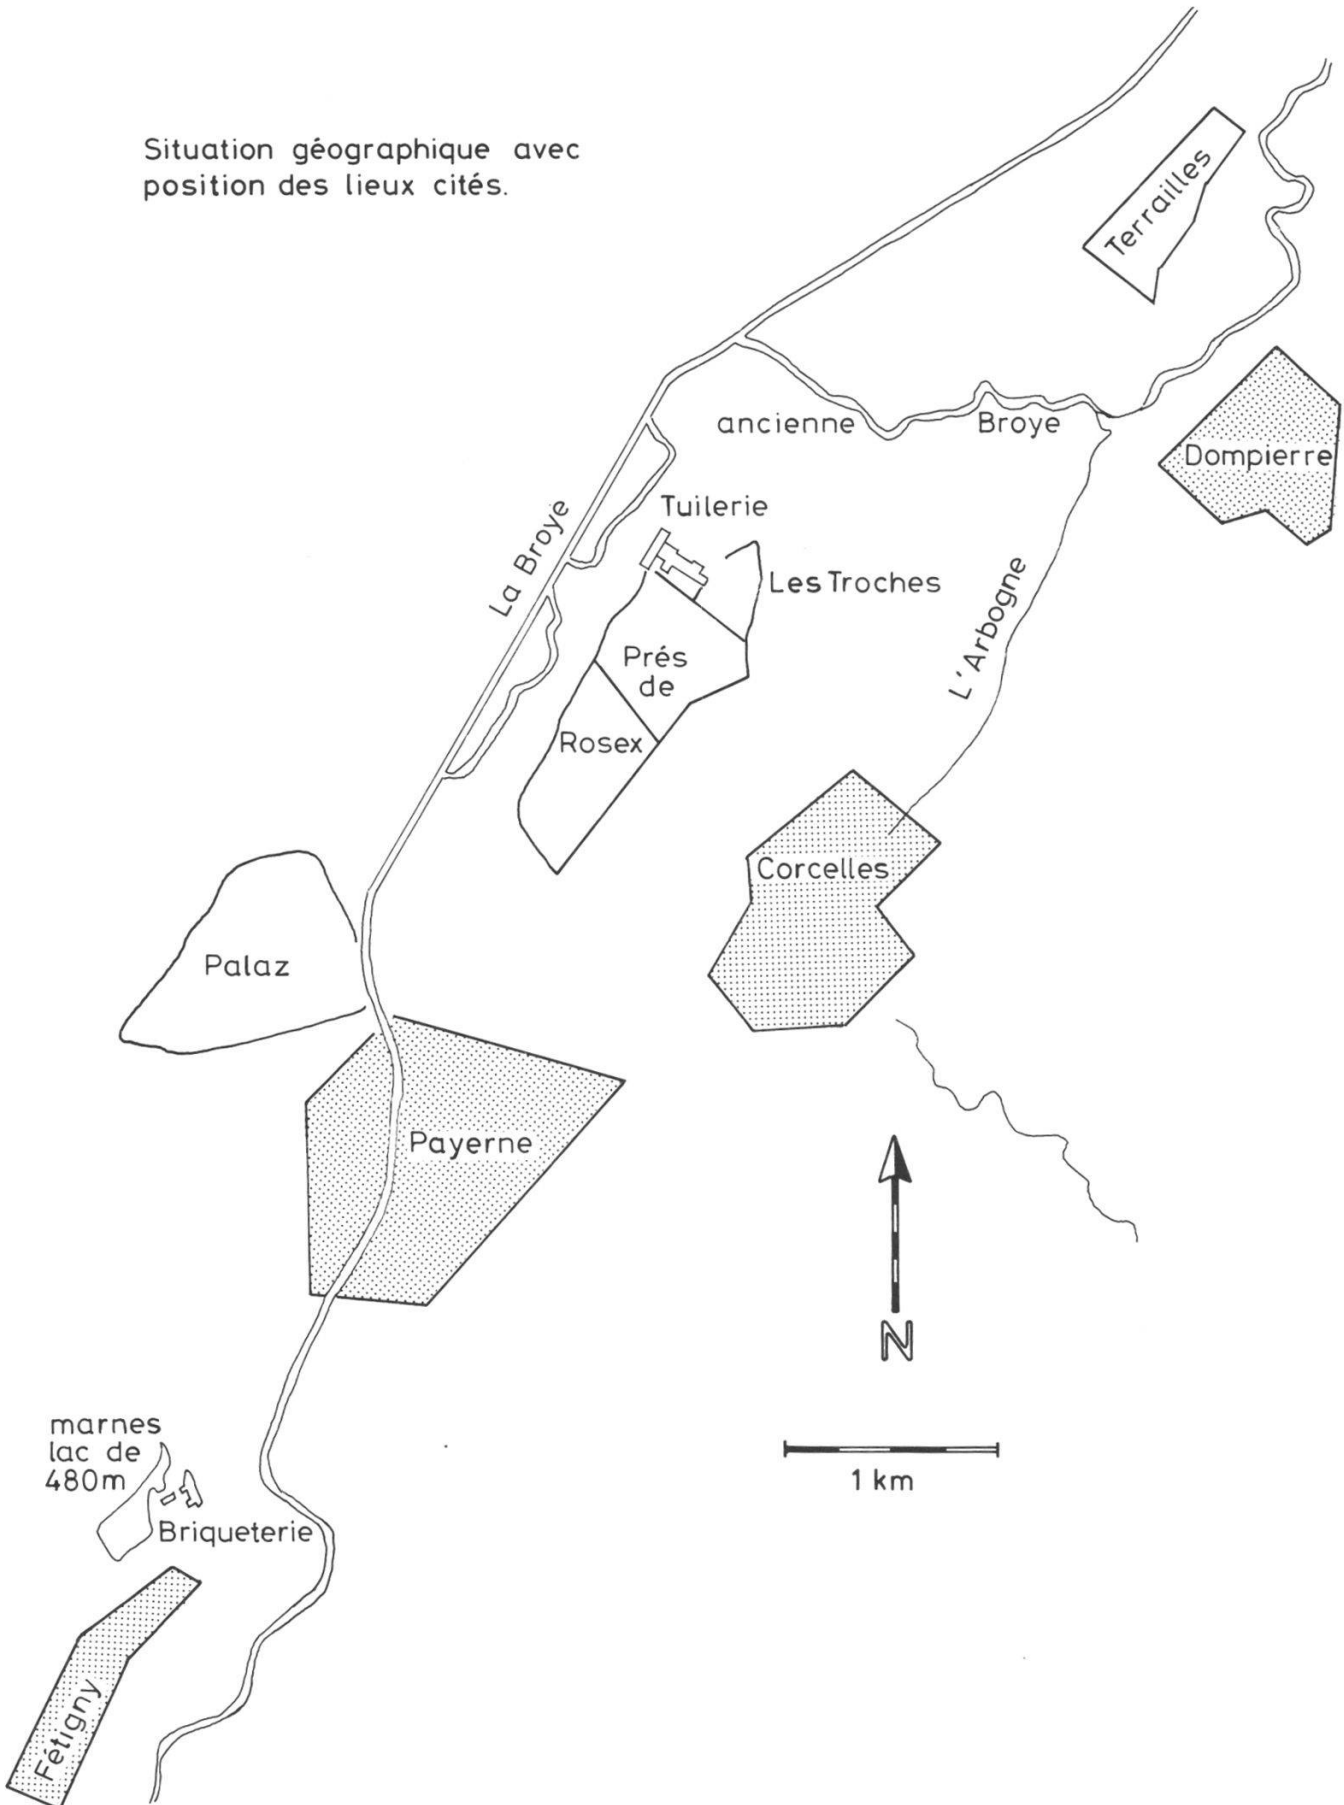 Situation géographique avec
position des lieux cités.
Terrailles
ancienne Broye
Dompierre
La Broye
Tuilerie
Les Troches
L'Arbogne
Prés
de
Rosex
Corcelles
Palaz
Payerne
N
marnes
lac de
480m
1 km
Briqueterie
Fétigny